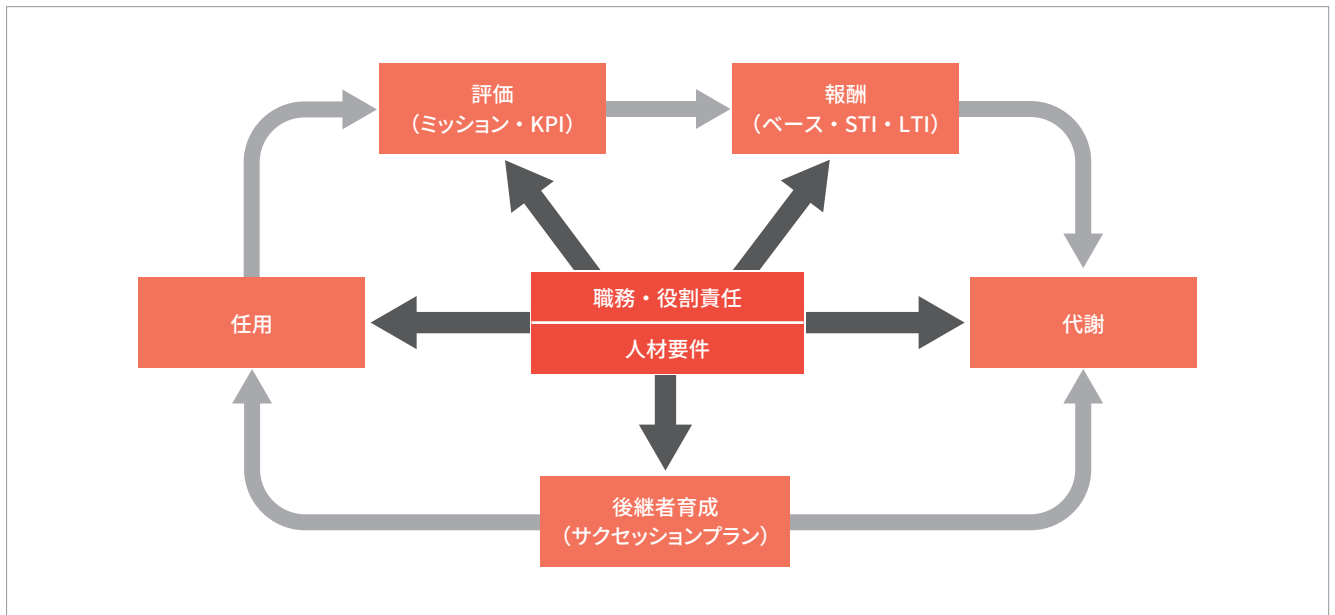 評価
（ミッション・KPI）
報酬
（ベース・STI・LTI）
職務・役割責任
人材要件
任用
代謝
後継者育成
（サクセッションプラン）